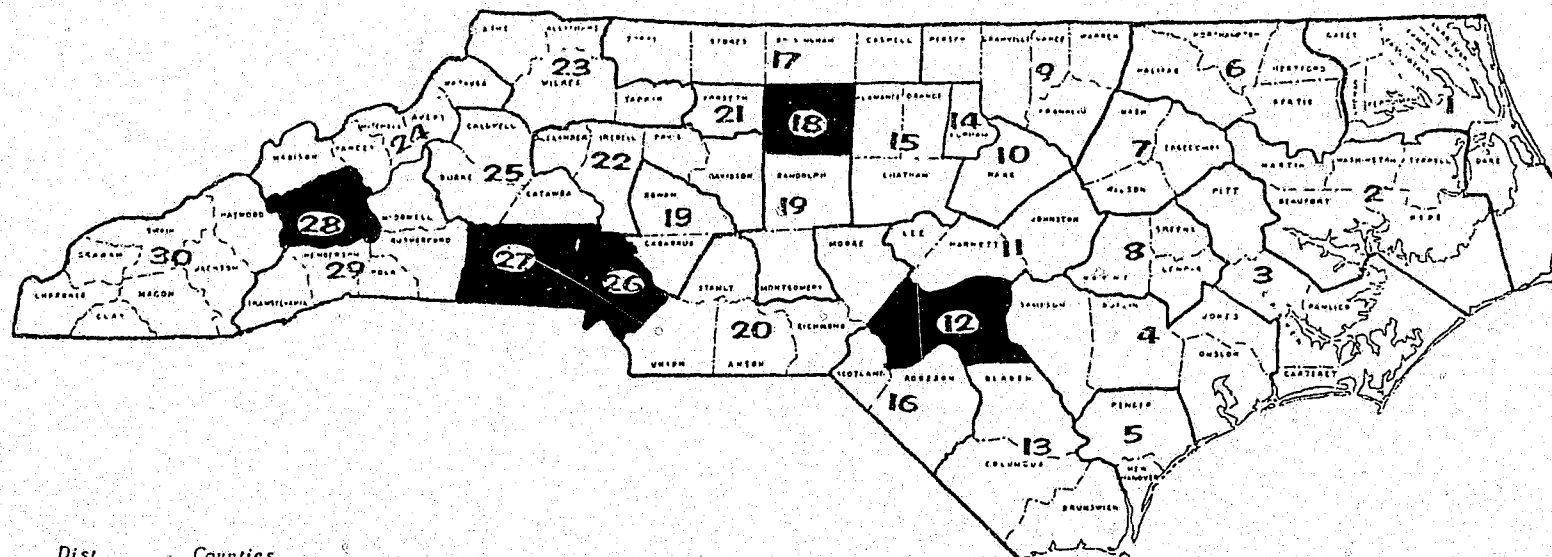 ASHE ALLEGHANY STOKES ROCKINGHAM CASWELL PERSON GRANVILLE VANCE WARREN NORTHAMPTON GATES
23 17 9 HALIFAX 6 HERTFORD
WATAUGA WILKES YADKIN FORSYTH ALAMANCE ORANGE FRANKLIN NASH BERTIE 1
MITCHELL AVERY CALDWELL 21 18 14 DURHAM
24 YANCEY ALEXANDER IREDELL DAVIE 15 7 EDGECOMBE MARTIN WASHINGTON TYRRELL DARE
MADISON BURKE 25 22 DAVIDSON RANDOLPH CHATHAM 10 WAKE WILSON PITT 2
CATAWBA ROWAN BEAUFORT HYDE
28 McDOWELL 19 19 JOHNSTON
HAYWOOD RUTHERFORD CABARRUS MOORE LEE HARNETT 11 8 GREENE
SWAIN HENDERSON 27 26 WAYNE LENOIR 3
GRAHAM 30 JACKSON 29 POLK STANLY MONTGOMERY PAMLICO
CHEROKEE MACON TRANSYLVANIA 20 RICHMOND 12 SAMPSON DUPLIN JONES
CLAY 4 ONSLOW
UNION ANSON SCOTLAND ROBESON BLADEN CARTERET
16 PENDER
5
13 NEW HANOVER
COLUMBUS
BRUNSWICK
Dist. Counties